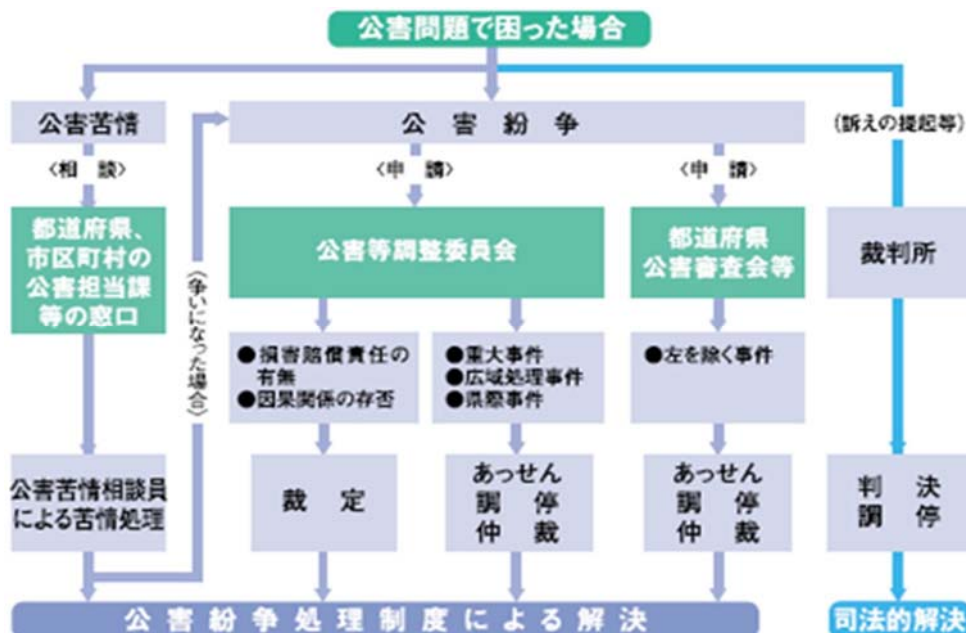 公害問題で困った場合
公害苦情
公害紛争
(訴えの提起等)
〈相談〉
〈申請〉
〈申請〉
都道府県、
市区町村の
公害担当課
等の窓口
〈争いになった場合〉
公害等調整委員会
都道府県
公害審査会等
裁判所
●損害賠償責任の
有無
●因果関係の存否
●重大事件
●広域処理事件
●県際事件
●左を除く事件
公害苦情相談員
による苦情処理
裁定
あっせん
調停
仲裁
あっせん
調停
仲裁
判決
調停
公害紛争処理制度による解決
司法的解決